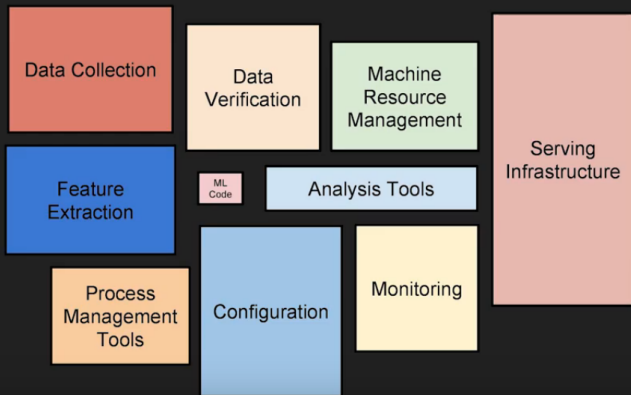 Data Collection
Data
Verification
Machine
Resource
Management
Serving
Infrastructure
Feature
Extraction
ML
Code
Analysis Tools
Process
Management
Tools
Configuration
Monitoring